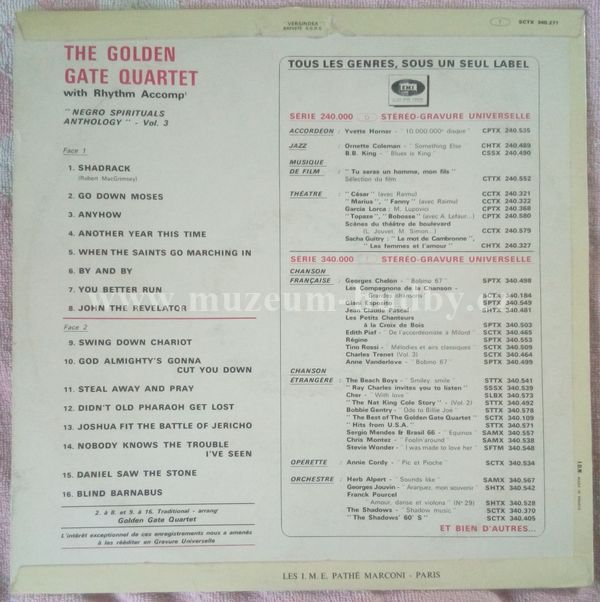 "VERSINDEX"
BREVETÉ S.G.D.G.
SCTX 340.271
THE GOLDEN
GATE QUARTET
with Rhythm Accompᵗ
"NEGRO SPIRITUALS
ANTHOLOGY" - Vol. 3
Face 1
1. SHADRACK
(Robert MacGrimsey)
2. GO DOWN MOSES
3. ANYHOW
4. ANOTHER YEAR THIS TIME
5. WHEN THE SAINTS GO MARCHING IN
6. BY AND BY
7. YOU BETTER RUN
8. JOHN THE REVELATOR
Face 2
9. SWING DOWN CHARIOT
10. GOD ALMIGHTY'S GONNA
CUT YOU DOWN
11. STEAL AWAY AND PRAY
12. DIDN'T OLD PHARAOH GET LOST
13. JOSHUA FIT THE BATTLE OF JERICHO
14. NOBODY KNOWS THE TROUBLE
I'VE SEEN
15. DANIEL SAW THE STONE
16. BLIND BARNABUS
2. à 8. et 9. à 16. Traditional - arrangᵗ
Golden Gate Quartet
L'intérêt exceptionnel de ces enregistrements nous a amenés
à les rééditer en Gravure Universelle
TOUS LES GENRES, SOUS UN SEUL LABEL
EMI
SÉRIE 240.000 STÉRÉO-GRAVURE UNIVERSELLE
ACCORDEON : Yvette Horner - "10.000.000ᵉ disque" CPTX 240.535
JAZZ : Ornette Coleman - "Something Else CHTX 240.489
B.B. King - "Blues is King" CSSX 240.490
MUSIQUE
DE FILM : "Tu seras un homme, mon fils"
Sélection du film CTTX 240.552
THÉATRE : "César" (avec Raimu) CCTX 240.321
"Marius", "Fanny" (avec Raimu) CCTX 240.322
Garcia Lorca : M. Lupovici CPTX 240.368
"Topaze", "Bobosse" (avec A. Lefaur...) CPTX 240.580
Scènes du théâtre de boulevard
(L. Jouvet, M. Simon...) CCTX 240.579
Sacha Guitry : "Le mot de Cambronne",
"Les femmes et l'amour" CHTX 240.327
SÉRIE 340.000 STÉRÉO-GRAVURE UNIVERSELLE
CHANSON
FRANÇAISE : Georges Chelon - "Bobino 67" SPTX 340.498
Les Compagnons de la Chanson -
Grandes chansons SCTX 340.184
Dani Esposito SPTX 340.549
Jean Claude Pascal SHTX 340.481
Les Petits Chanteurs
à la Croix de Bois SPTX 340.503
Edith Piaf - "De l'accordéoniste à Milord SCTX 340.465
Régine SPTX 340.553
Tino Rossi - "Mélodies et airs classiques" SCTX 340.509
Charles Trenet (Vol. 3) SCTX 340.464
Anne Vanderlove - "Bobino 67" SPTX 340.499
CHANSON
ÉTRANGÈRE : The Beach Boys - "Smiley smile" STTX 340.541
"Ray Charles invites you to listen" SSSX 340.539
Cher - "With love" SLBX 340.573
"The Nat King Cole Story" - (Vol. 2) STTX 340.492
Bobbie Gentry - "Ode to Billie Joe" STTX 340.578
"The Best of The Golden Gate Quartet" SCTX 340.109
"Hits from U.S.A." STTX 340.571
Sergio Mendes & Brasil 66 - "Equinox SAMX 340.557
Chris Montez - "Foolin'around SAMX 340.538
Stevie Wonder - "I was made to love her" SFTM 340.548
OPÉRETTE : Annie Cordy - "Pic et Pioche" SCTX 340.534
ORCHESTRE : Herb Alpert - "Sounds like" SAMX 340.567
Georges Jouvin - "Aranjuez, mon amour" SHTX 340.542
Franck Pourcel
Amour, danse et violons" (N° 29) SHTX 340.528
The Shadows - "Shadow music" SCTX 340.370
"The Shadows' 60' S" SCTX 340.405
ET BIEN D'AUTRES...
LES I. M. E. PATHÉ MARCONI - PARIS